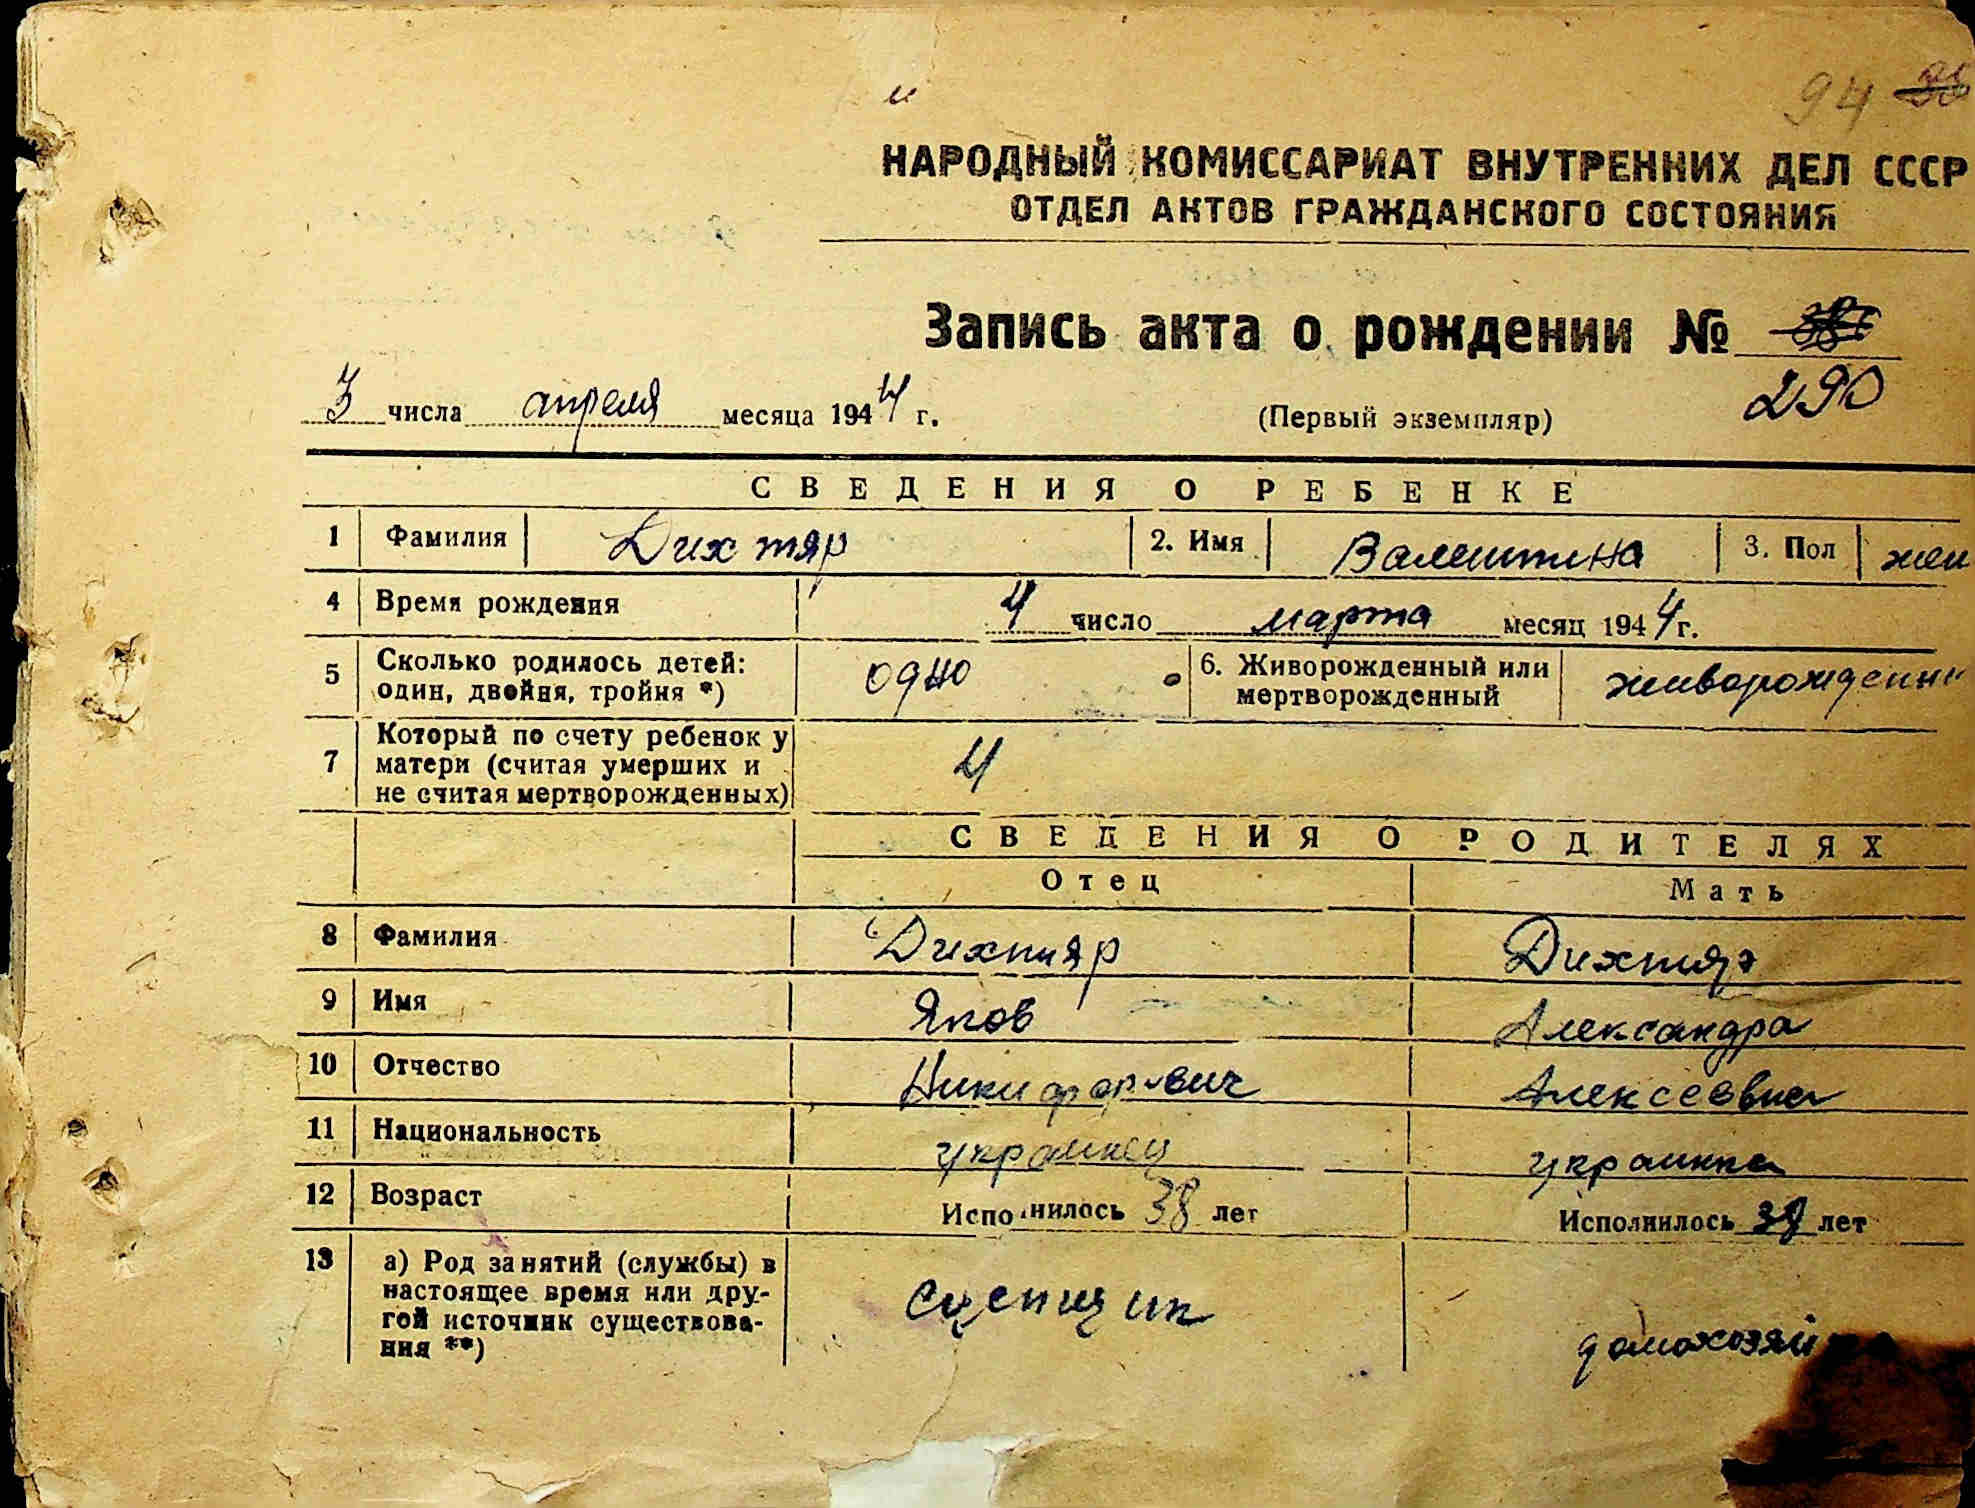 94
НАРОДНЫЙ КОМИССАРИАТ ВНУТРЕННИХ ДЕЛ СССР
ОТДЕЛ АКТОВ ГРАЖДАНСКОГО СОСТОЯНИЯ
Запись акта о рождении №
290
3 числа апреля месяца 1944 г. (Первый экземпляр)
СВЕДЕНИЯ О РЕБЕНКЕ
1 Фамилия Дихтяр 2. Имя Валентина 3. Пол жен
4 Время рождения 4 число марта месяц 1944 г.
5 Сколько родилось детей: один, двойня, тройня *) одно 6. Живорожденный или мертворожденный живорожденный
7 Который по счету ребенок у матери (считая умерших и не считая мертворожденных) 4
СВЕДЕНИЯ О РОДИТЕЛЯХ
Отец Мать
8 Фамилия Дихтяр Дихтяр
9 Имя Яков Александра
10 Отчество Никифорович Алексеевна
11 Национальность украинец украинка
12 Возраст Исполнилось 38 лет Исполнилось лет
13 а) Род занятий (службы) в настоящее время или другой источник существования **) сцепщик